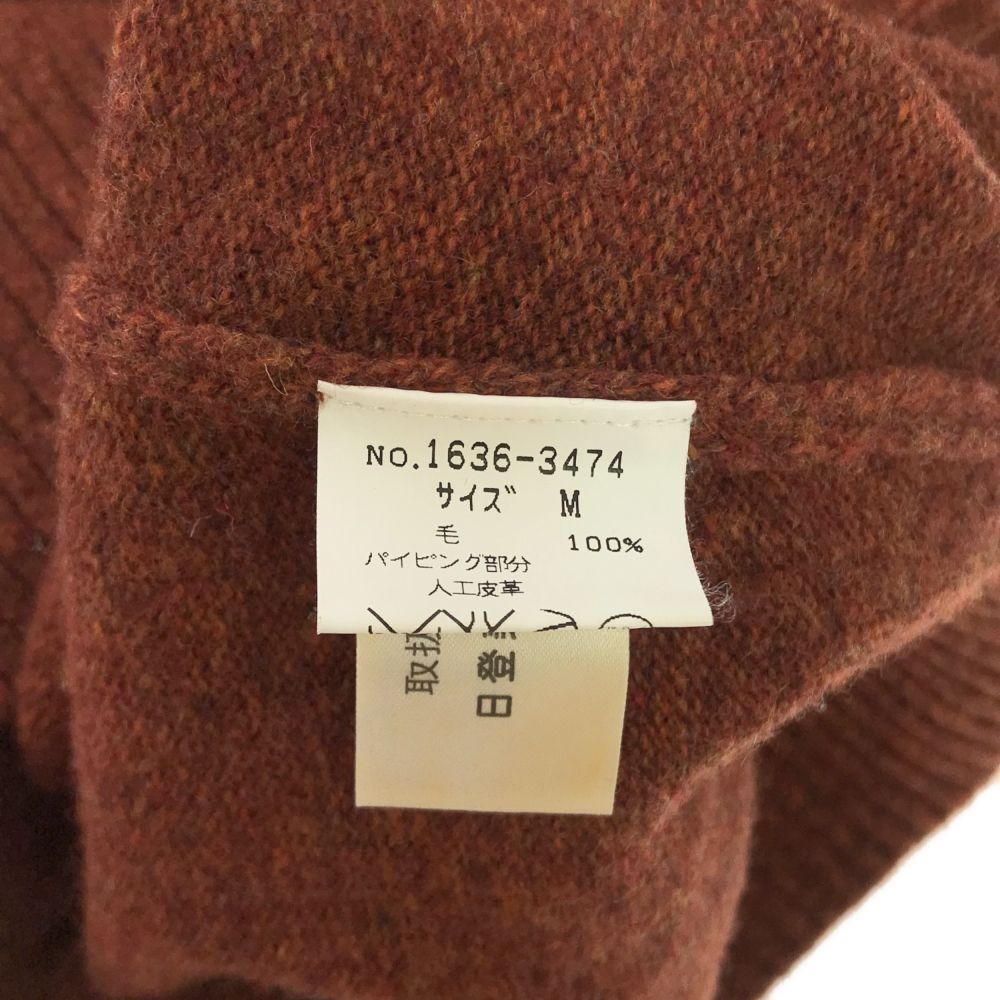 NO.1636-3474
サイズ M
毛 100%
パイピング部分
人工皮革
取扱
日登